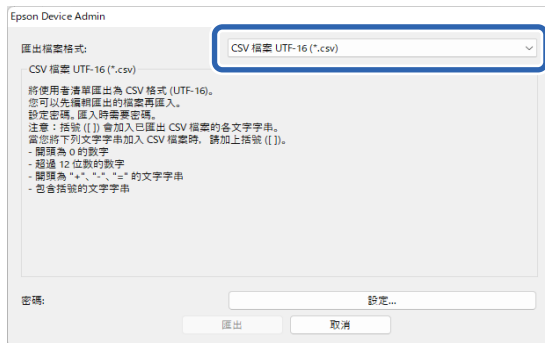 Epson Device Admin
匯出檔案格式:
CSV 檔案 UTF-16 (*.csv)
CSV 檔案 UTF-16 (*.csv)
將使用者清單匯出為 CSV 格式 (UTF-16)。
您可以先編輯匯出的檔案再匯入。
設定密碼。匯入時需要密碼。
注意：括號 ([ ]) 會加入已匯出 CSV 檔案的各文字字串。
當您將下列文字字串加入 CSV 檔案時，請加上括號 ([ ])。
- 開頭為 0 的數字
- 超過 12 位數的數字
- 開頭為 "+"、"-"、"=" 的文字字串
- 包含括號的文字字串
密碼:
設定...
匯出
取消